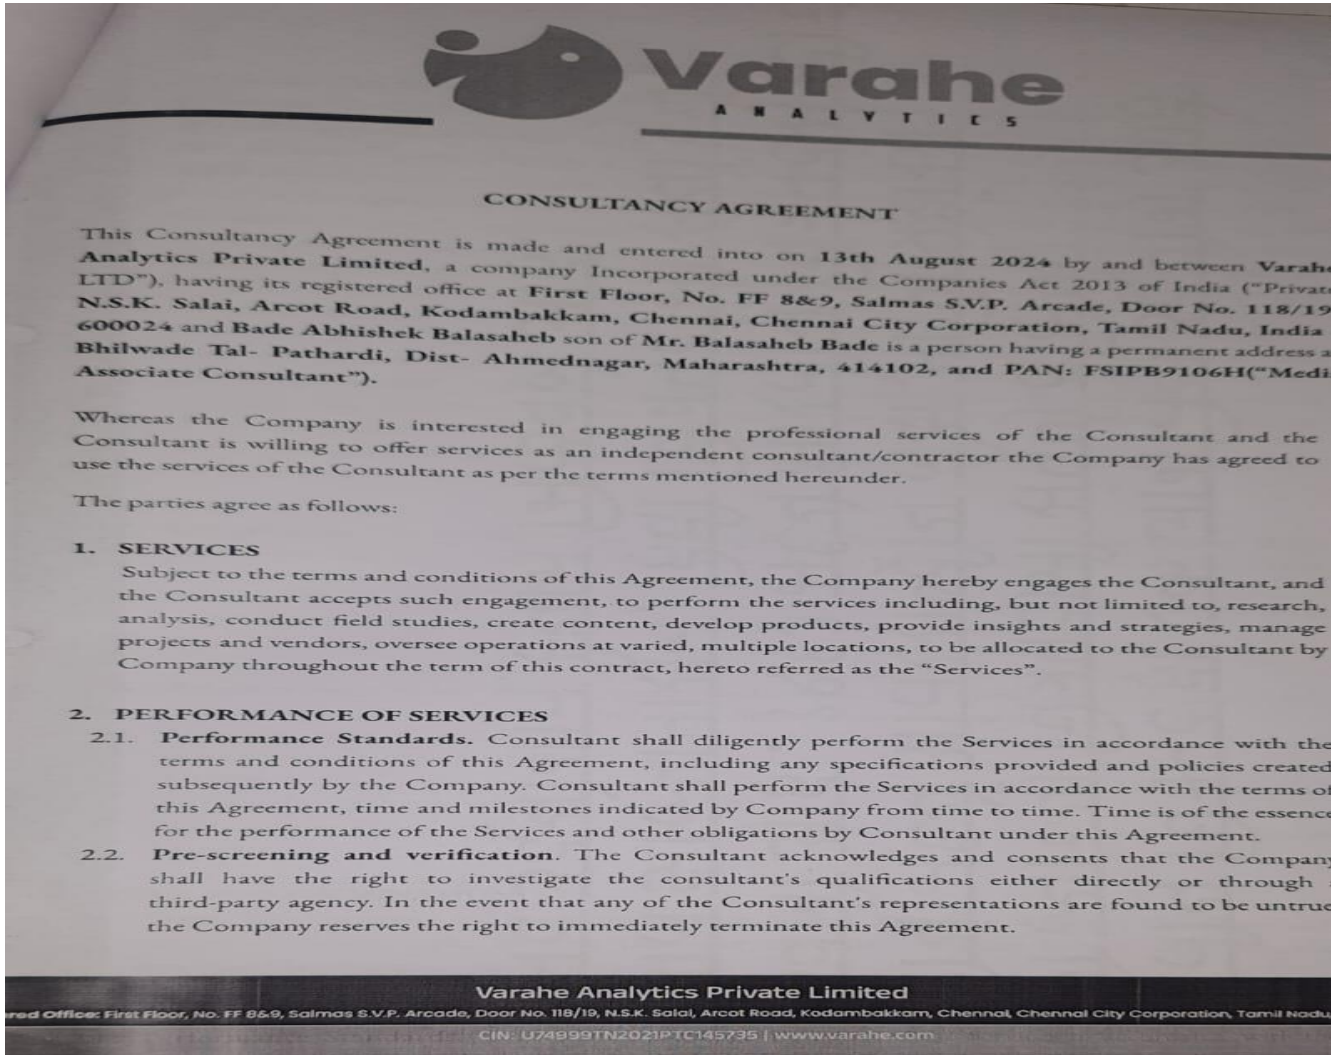 Varahe
ANALYTICS
CONSULTANCY AGREEMENT
This Consultancy Agreement is made and entered into on 13th August 2024 by and between Varahe
Analytics Private Limited, a company Incorporated under the Companies Act 2013 of India ("Private
LTD"), having its registered office at First Floor, No. FF 8&9, Salmas S.V.P. Arcade, Door No. 118/19
N.S.K. Salai, Arcot Road, Kodambakkam, Chennai, Chennai City Corporation, Tamil Nadu, India
600024 and Bade Abhishek Balasaheb son of Mr. Balasaheb Bade is a person having a permanent address a
Bhilwade Tal- Pathardi, Dist- Ahmednagar, Maharashtra, 414102, and PAN: FSIPB9106H("Medi
Associate Consultant").
Whereas the Company is interested in engaging the professional services of the Consultant and the
Consultant is willing to offer services as an independent consultant/contractor the Company has agreed to
use the services of the Consultant as per the terms mentioned hereunder.
The parties agree as follows:
1. SERVICES
Subject to the terms and conditions of this Agreement, the Company hereby engages the Consultant, and
the Consultant accepts such engagement, to perform the services including, but not limited to, research,
analysis, conduct field studies, create content, develop products, provide insights and strategies, manage
projects and vendors, oversee operations at varied, multiple locations, to be allocated to the Consultant by
Company throughout the term of this contract, hereto referred as the "Services".
2. PERFORMANCE OF SERVICES
2.1. Performance Standards. Consultant shall diligently perform the Services in accordance with the
terms and conditions of this Agreement, including any specifications provided and policies created
subsequently by the Company. Consultant shall perform the Services in accordance with the terms of
this Agreement, time and milestones indicated by Company from time to time. Time is of the essence
for the performance of the Services and other obligations by Consultant under this Agreement.
2.2. Pre-screening and verification. The Consultant acknowledges and consents that the Company
shall have the right to investigate the consultant's qualifications either directly or through
third-party agency. In the event that any of the Consultant's representations are found to be untrue
the Company reserves the right to immediately terminate this Agreement.
Varahe Analytics Private Limited
red Office: First Floor, No. FF 8&9, Salmas S.V.P. Arcade, Door No. 118/19, N.S.K. Salai, Arcot Road, Kodambakkam, Chennai, Chennai City Corporation, Tamil Nadu
CIN: U74999TN2021PTC145735 | www.varahe.com